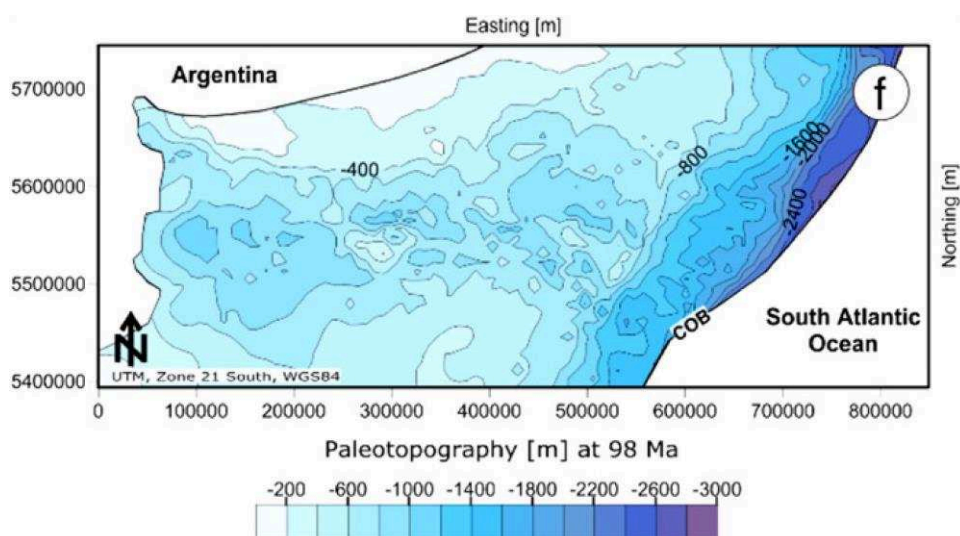 Easting [m]
Argentina
f
5700000
-1600
-2000
-800
-400
5600000
-2400
Northing [m]
5500000
COB
South Atlantic
Ocean
N
UTM, Zone 21 South, WGS84
5400000
0 100000 200000 300000 400000 500000 600000 700000 800000
Paleotopography [m] at 98 Ma
-200 -600 -1000 -1400 -1800 -2200 -2600 -3000